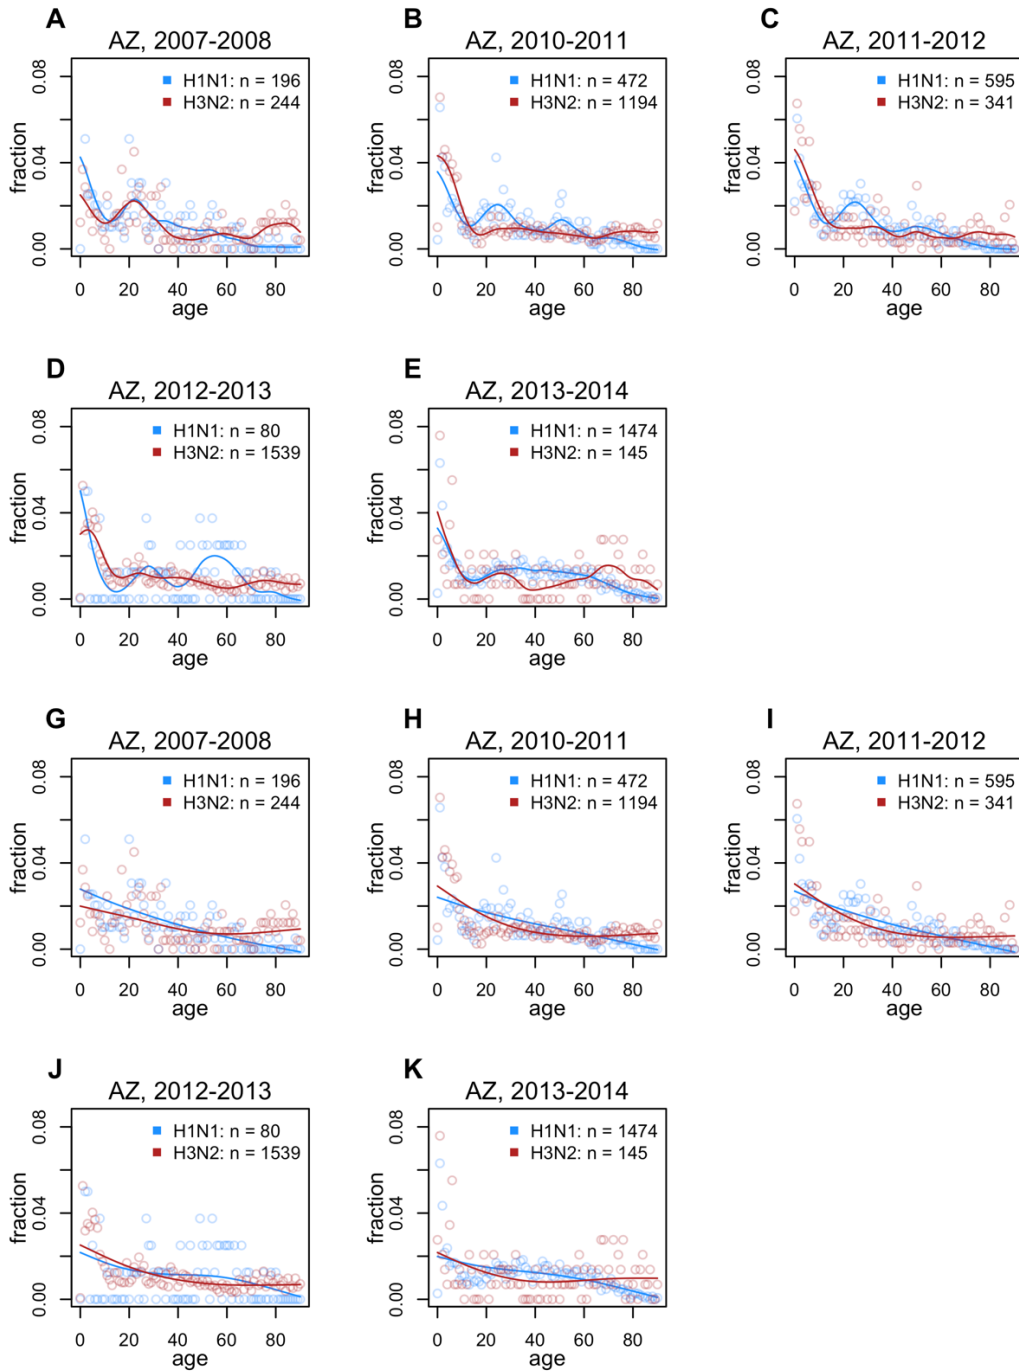 A
AZ, 2007-2008
H1N1: n = 196
H3N2: n = 244
fraction
0.00 0.04 0.08
0 20 40 60 80
age
B
AZ, 2010-2011
H1N1: n = 472
H3N2: n = 1194
fraction
0.00 0.04 0.08
0 20 40 60 80
age
C
AZ, 2011-2012
H1N1: n = 595
H3N2: n = 341
fraction
0.00 0.04 0.08
0 20 40 60 80
age
D
AZ, 2012-2013
H1N1: n = 80
H3N2: n = 1539
fraction
0.00 0.04 0.08
0 20 40 60 80
age
E
AZ, 2013-2014
H1N1: n = 1474
H3N2: n = 145
fraction
0.00 0.04 0.08
0 20 40 60 80
age
G
AZ, 2007-2008
H1N1: n = 196
H3N2: n = 244
fraction
0.00 0.04 0.08
0 20 40 60 80
age
H
AZ, 2010-2011
H1N1: n = 472
H3N2: n = 1194
fraction
0.00 0.04 0.08
0 20 40 60 80
age
I
AZ, 2011-2012
H1N1: n = 595
H3N2: n = 341
fraction
0.00 0.04 0.08
0 20 40 60 80
age
J
AZ, 2012-2013
H1N1: n = 80
H3N2: n = 1539
fraction
0.00 0.04 0.08
0 20 40 60 80
age
K
AZ, 2013-2014
H1N1: n = 1474
H3N2: n = 145
fraction
0.00 0.04 0.08
0 20 40 60 80
age